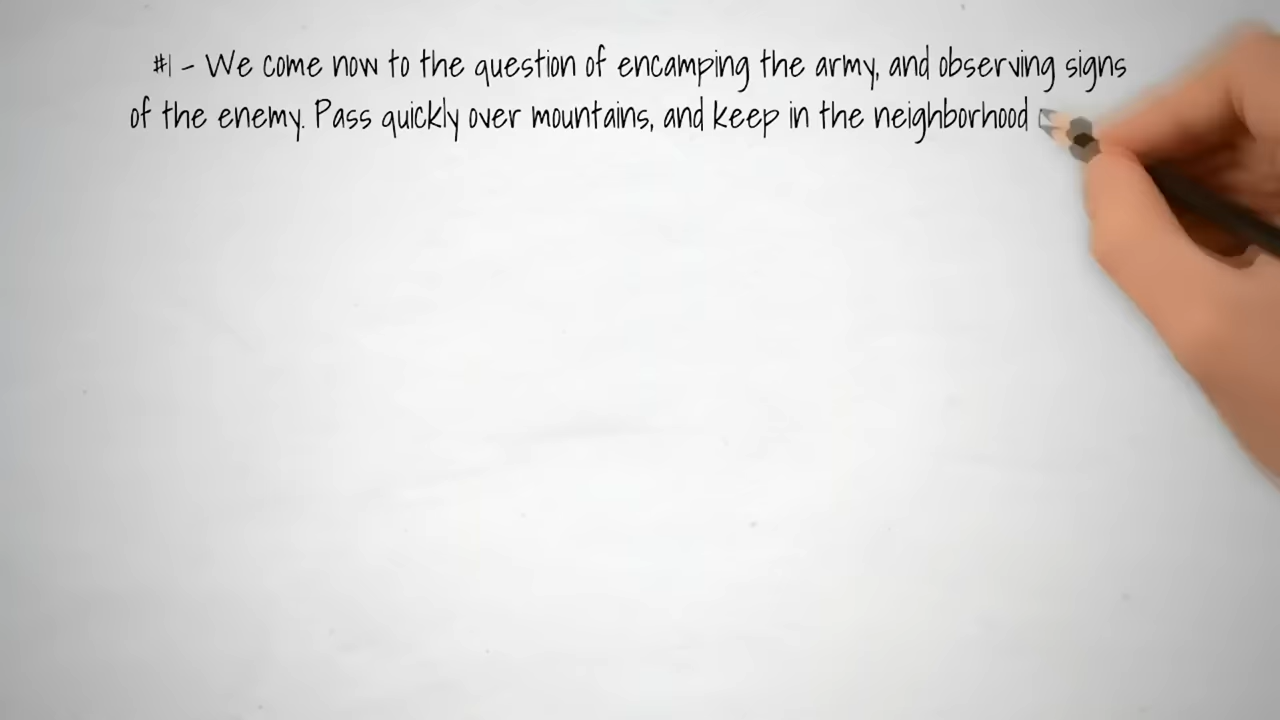 #1 - We come now to the question of encamping the army, and observing signs
of the enemy. Pass quickly over mountains, and keep in the neighborhood